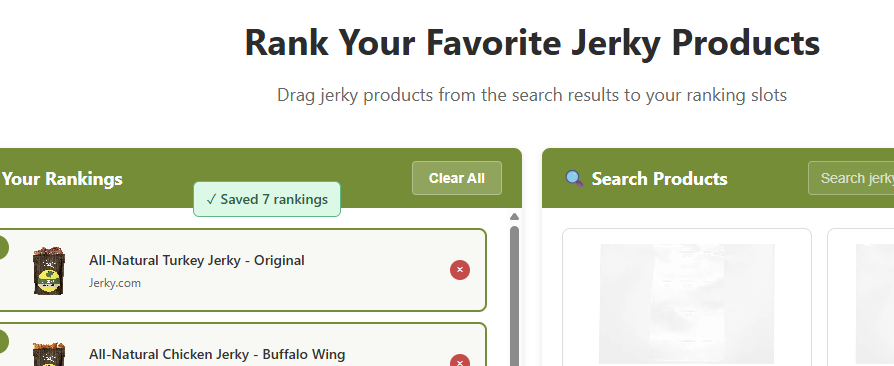 Rank Your Favorite Jerky Products
Drag jerky products from the search results to your ranking slots
Your Rankings
Clear All
✓ Saved 7 rankings
All-Natural Turkey Jerky - Original
Jerky.com
All-Natural Chicken Jerky - Buffalo Wing
Search Products
Search jerky